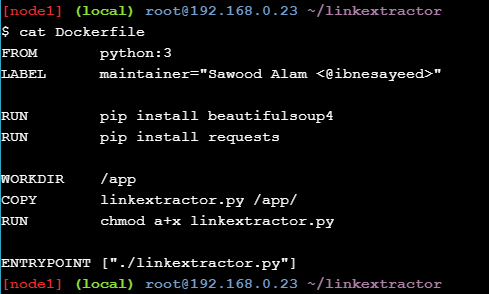 [node1] (local) root@192.168.0.23 ~/linkextractor
$ cat Dockerfile
FROM python:3
LABEL maintainer="Sawood Alam <@ibnesayeed>"
RUN pip install beautifulsoup4
RUN pip install requests
WORKDIR /app
COPY linkextractor.py /app/
RUN chmod a+x linkextractor.py
ENTRYPOINT ["./linkextractor.py"]
[node1] (local) root@192.168.0.23 ~/linkextractor